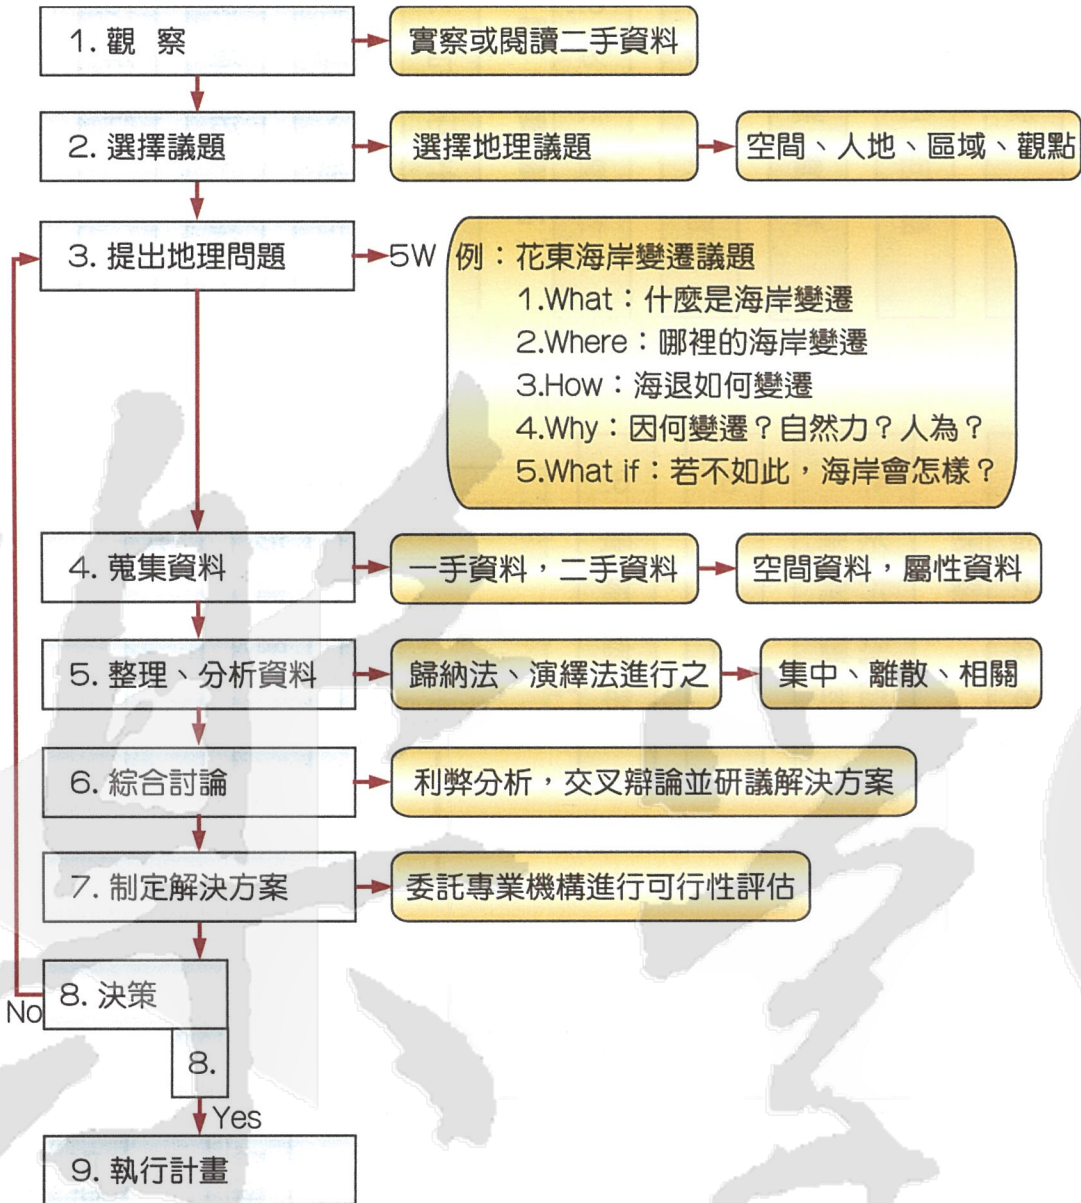 1. 觀 察
實察或閱讀二手資料
2. 選擇議題
選擇地理議題
空間、人地、區域、觀點
3. 提出地理問題
5W
例：花東海岸變遷議題
1.What：什麼是海岸變遷
2.Where：哪裡的海岸變遷
3.How：海退如何變遷
4.Why：因何變遷？自然力？人為？
5.What if：若不如此，海岸會怎樣？
4. 蒐集資料
一手資料，二手資料
空間資料，屬性資料
5. 整理、分析資料
歸納法、演繹法進行之
集中、離散、相關
6. 綜合討論
利弊分析，交叉辯論並研議解決方案
7. 制定解決方案
委託專業機構進行可行性評估
8. 決策
No
8.
Yes
9. 執行計畫